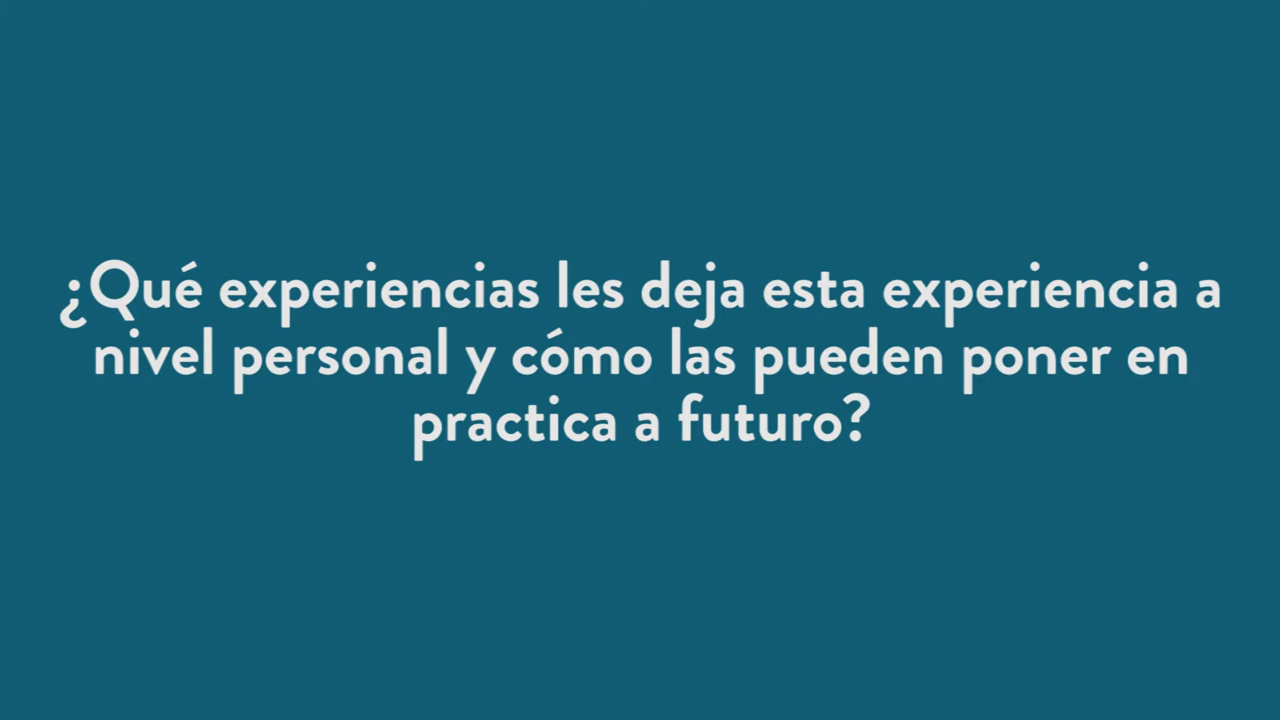 ¿Qué experiencias les deja esta experiencia a
nivel personal y cómo las pueden poner en
practica a futuro?